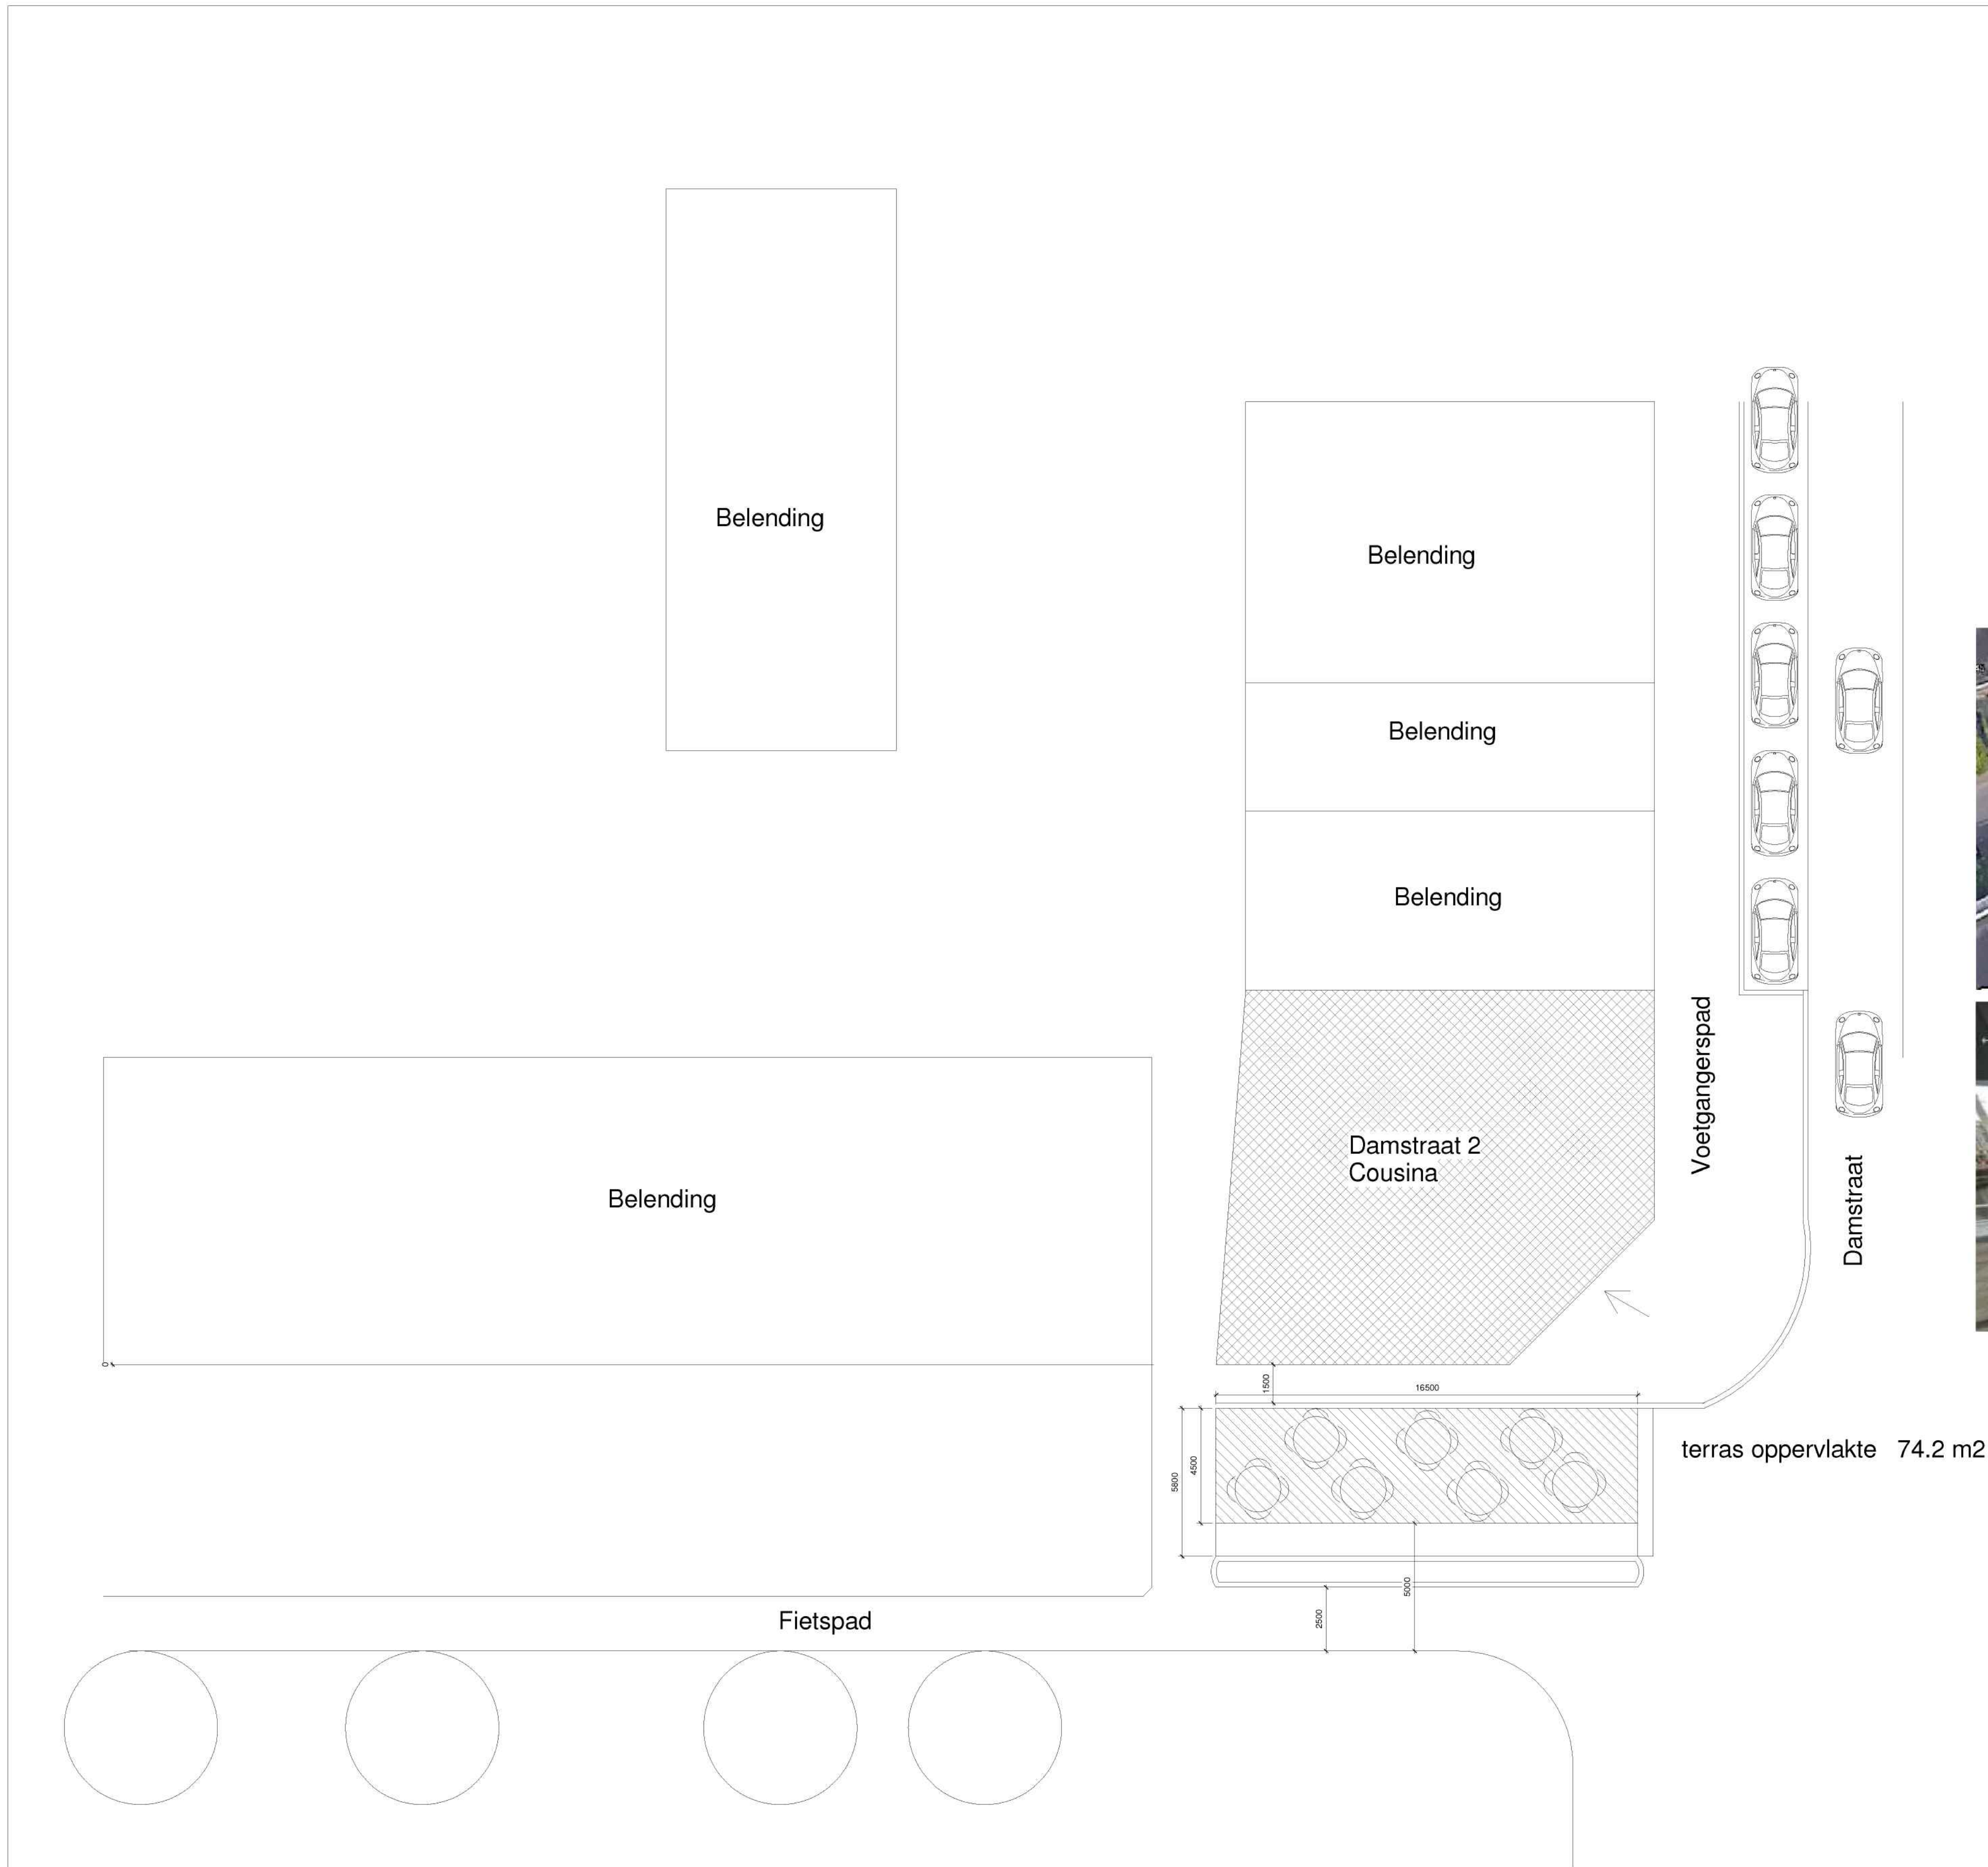 Belending
Belending
Belending
Belending
Voetgangerspad
Damstraat 2
Cousina
Damstraat
Belending
0
1500
16500
terras oppervlakte 74.2 m2
4500
5800
5000
2500
Fietspad